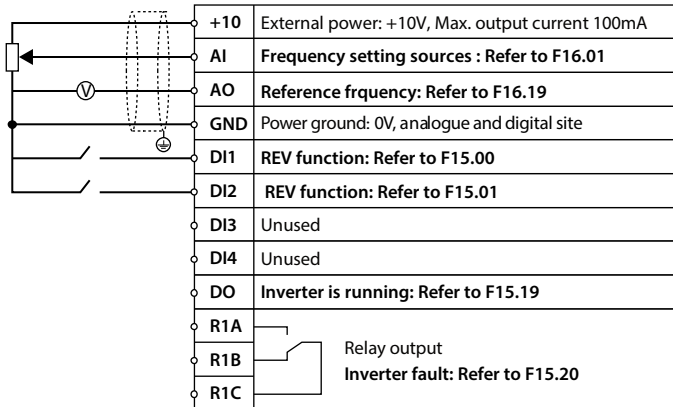 +10 External power: +10V, Max. output current 100mA
AI Frequency setting sources : Refer to F16.01
V AO Reference frquency: Refer to F16.19
GND Power ground: 0V, analogue and digital site
DI1 REV function: Refer to F15.00
DI2 REV function: Refer to F15.01
DI3 Unused
DI4 Unused
DO Inverter is running: Refer to F15.19
R1A
R1B Relay output
Inverter fault: Refer to F15.20
R1C